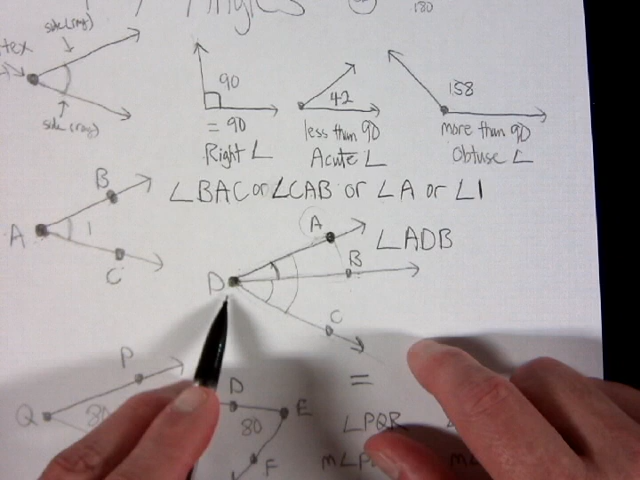 Angles
180
side(ray)
tex
side(ray)
90
= 90
Right ∠
42
less than 90
Acute ∠
158
more than 90
Obtuse ∠
A B C 1
∠BAC or ∠CAB or ∠A or ∠1
D A B C
∠ADB
=
Q P 80
D E F 80
∠PQR
m∠P
m∠